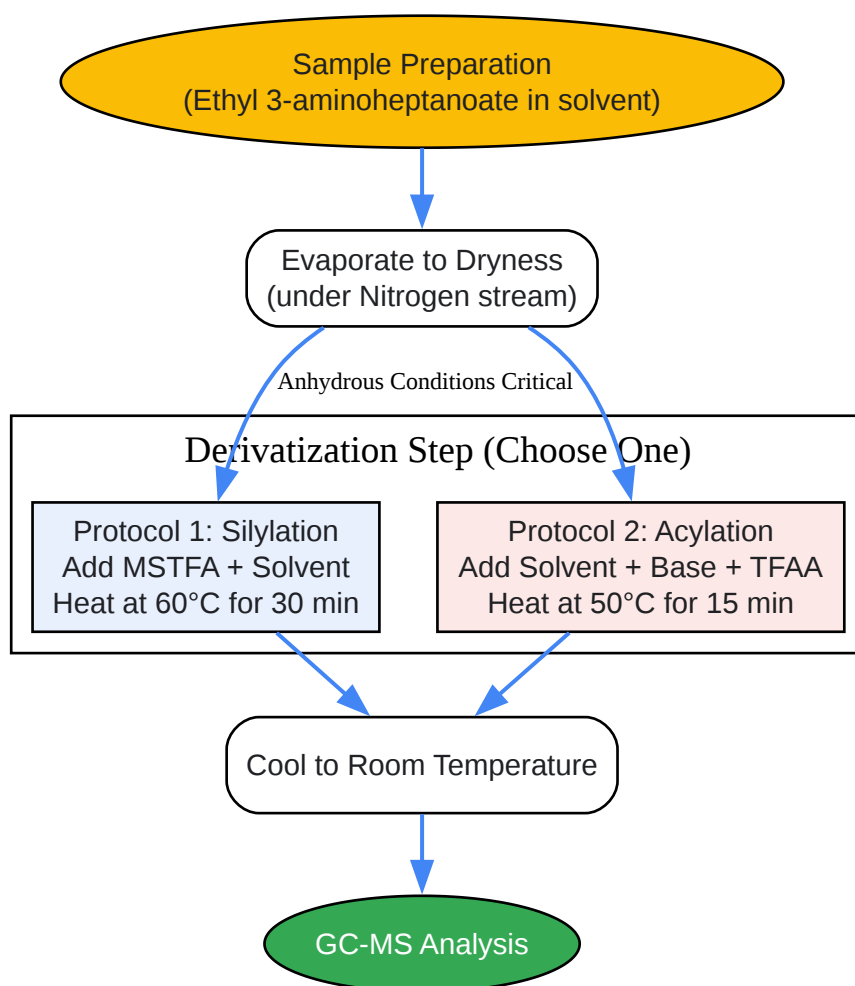 Sample Preparation
(Ethyl 3-aminoheptanoate in solvent)
Evaporate to Dryness
(under Nitrogen stream)
Anhydrous Conditions Critical
Derivatization Step (Choose One)
Protocol 1: Silylation
Add MSTFA + Solvent
Heat at 60°C for 30 min
Protocol 2: Acylation
Add Solvent + Base + TFAA
Heat at 50°C for 15 min
Cool to Room Temperature
GC-MS Analysis